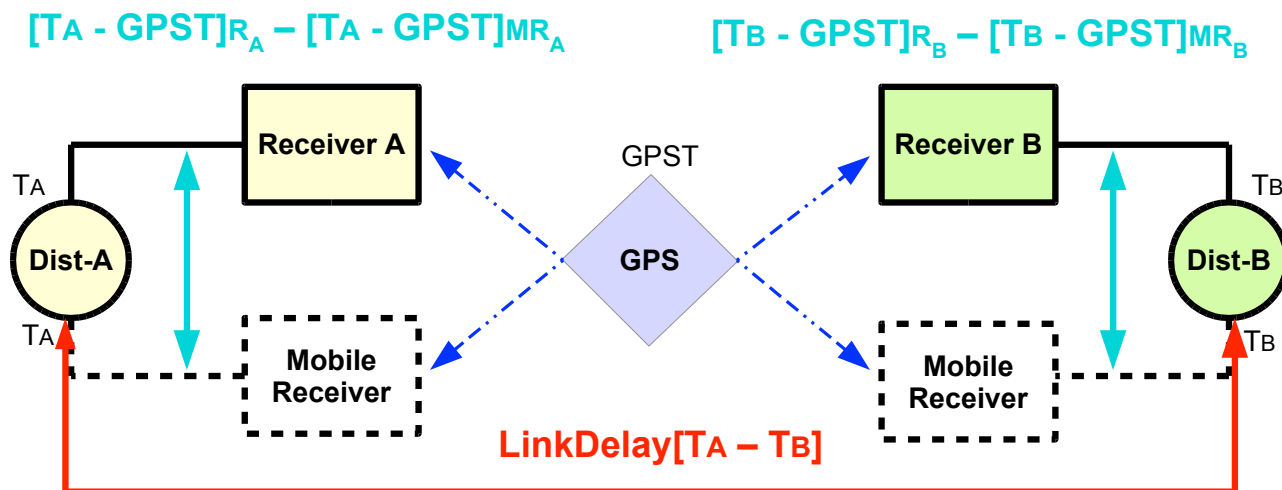 [TA - GPST]RA – [TA - GPST]MRA
[TB - GPST]RB – [TB - GPST]MRB
Receiver A
Receiver B
GPST
TA
TB
Dist-A
GPS
Dist-B
TA
TB
Mobile
Receiver
Mobile
Receiver
LinkDelay[TA – TB]